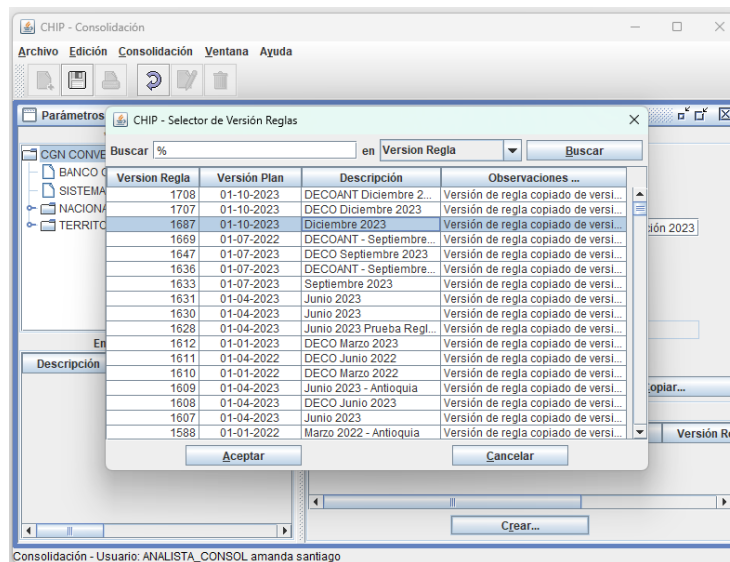 CHIP - Consolidación
Archivo Edición Consolidación Ventana Ayuda
Parámetros
CHIP - Selector de Versión Reglas
CGN CONVE
BANCO
SISTEMA
NACIONA
TERRITO
Buscar % en Version Regla Buscar
Version Regla Versión Plan Descripción Observaciones ...
1708 01-10-2023 DECOANT Diciembre 2... Versión de regla copiado de versi...
1707 01-10-2023 DECO Diciembre 2023 Versión de regla copiado de versi...
1687 01-10-2023 Diciembre 2023 Versión de regla copiado de versi...
1669 01-07-2022 DECOANT - Septiembre... Versión de regla copiado de versi...
1647 01-07-2023 DECO Septiembre 2023 Versión de regla copiado de versi...
1636 01-07-2023 DECOANT - Septiembre... Versión de regla copiado de versi...
1633 01-07-2023 Septiembre 2023 Versión de regla copiado de versi...
1631 01-04-2023 Junio 2023 Versión de regla copiado de versi...
1630 01-04-2023 Junio 2023 Versión de regla copiado de versi...
1628 01-04-2023 Junio 2023 Prueba Regl... Versión de regla copiado de versi...
1612 01-01-2023 DECO Marzo 2023 Versión de regla copiado de versi...
1611 01-04-2022 DECO Junio 2022 Versión de regla copiado de versi...
1610 01-01-2022 DECO Marzo 2022 Versión de regla copiado de versi...
1609 01-04-2023 Junio 2023 - Antioquia Versión de regla copiado de versi...
1608 01-04-2023 DECO Junio 2023 Versión de regla copiado de versi...
1607 01-04-2023 Junio 2023 Versión de regla copiado de versi...
1588 01-01-2022 Marzo 2022 - Antioquia Versión de regla copiado de versi...
Aceptar Cancelar
ción 2023
En
Descripción
opiar...
Versión Re
Crear...
Consolidación - Usuario: ANALISTA_CONSOL amanda santiago